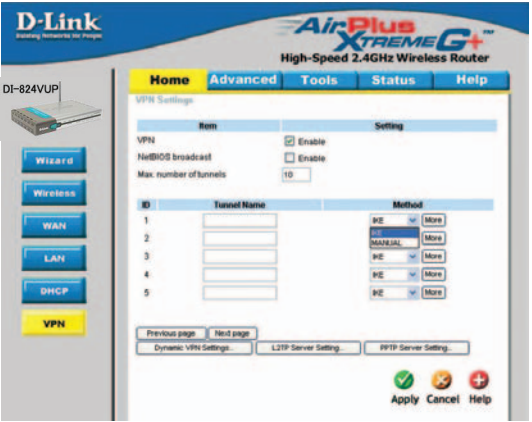 D-Link
Building Networks for People
AirPlus
XTREME G+™
High-Speed 2.4GHz Wireless Router
DI-824VUP
Home Advanced Tools Status Help
VPN Settings
Item Setting
VPN Enable
NetBIOS broadcast Enable
Max. number of tunnels 10
ID Tunnel Name Method
1 IKE More
IKE
MANUAL
2 More
3 IKE More
4 IKE More
5 IKE More
Wizard
Wireless
WAN
LAN
DHCP
VPN
Previous page Next page
Dynamic VPN Settings.. L2TP Server Setting.. PPTP Server Setting..
Apply Cancel Help